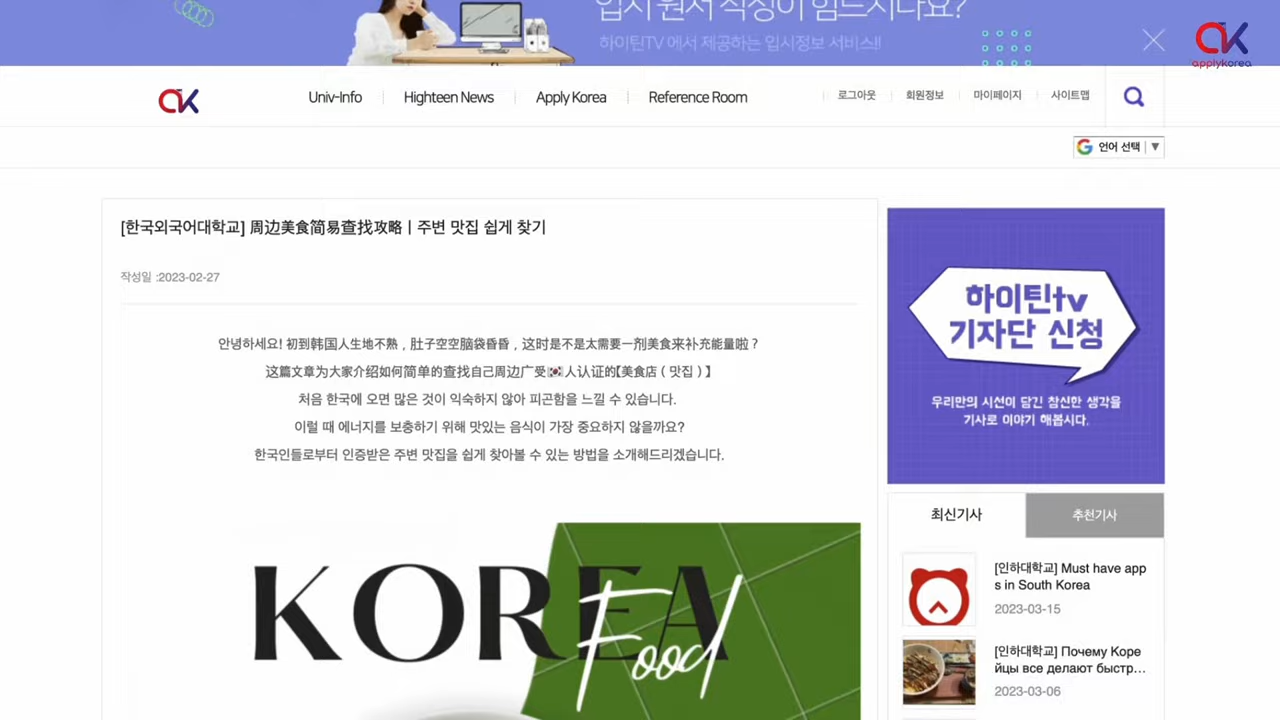 입시 원서 작성이 힘드시나요?
하이틴TV 에서 제공하는 입시정보 서비스!!
applykorea
Univ-Info
Highteen News
Apply Korea
Reference Room
로그아웃
회원정보
마이페이지
사이트맵
언어 선택 ▼
[한국외국어대학교] 周边美食简易查找攻略 | 주변 맛집 쉽게 찾기
작성일 :2023-02-27
안녕하세요! 初到韩国人生地不熟，肚子空空脑袋昏昏，这时是不是太需要一剂美食来补充能量啦？
这篇文章为大家介绍如何简单的查找自己周边广受🇰🇷人认证的【美食店（맛집）】
처음 한국에 오면 많은 것이 익숙하지 않아 피곤함을 느낄 수 있습니다.
이럴 때 에너지를 보충하기 위해 맛있는 음식이 가장 중요하지 않을까요?
한국인들로부터 인증받은 주변 맛집을 쉽게 찾아볼 수 있는 방법을 소개해드리겠습니다.
KOREA
Food
하이틴tv
기자단 신청
우리만의 시선이 담긴 참신한 생각을
기사로 이야기 해봅시다.
최신기사
추천기사
[인하대학교] Must have app
s in South Korea
2023-03-15
[인하대학교] Почему Коре
йцы все делают быстр…
2023-03-06